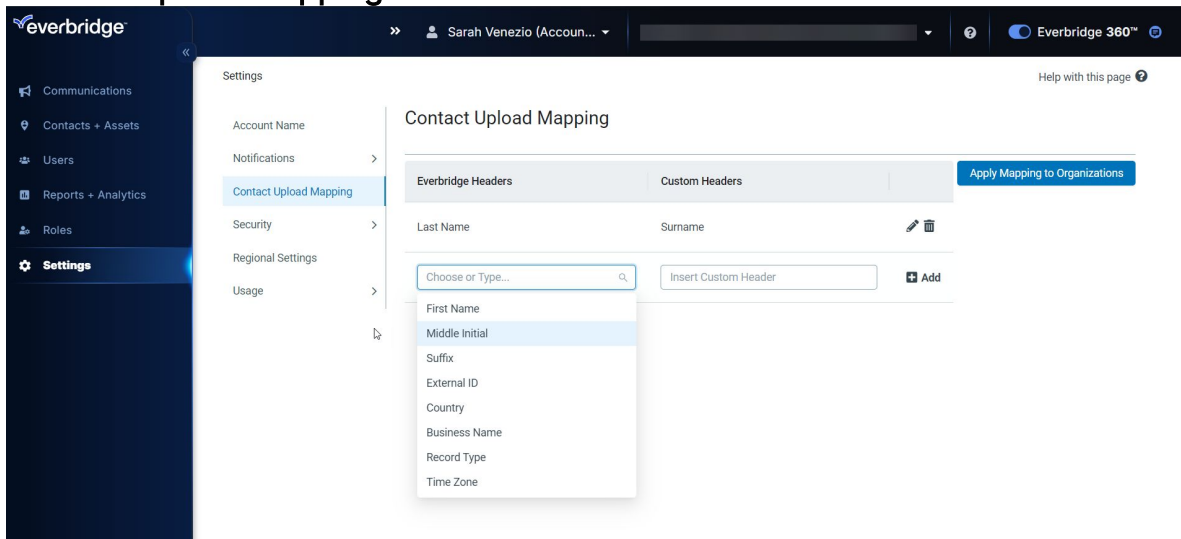 everbridge
«
»
Sarah Venezio (Accoun...
Everbridge 360™
Communications
Contacts + Assets
Users
Reports + Analytics
Roles
Settings
Settings
Help with this page
Account Name
Notifications
Contact Upload Mapping
Security
Regional Settings
Usage
Contact Upload Mapping
Everbridge Headers
Custom Headers
Apply Mapping to Organizations
Last Name
Surname
Choose or Type...
Insert Custom Header
Add
First Name
Middle Initial
Suffix
External ID
Country
Business Name
Record Type
Time Zone